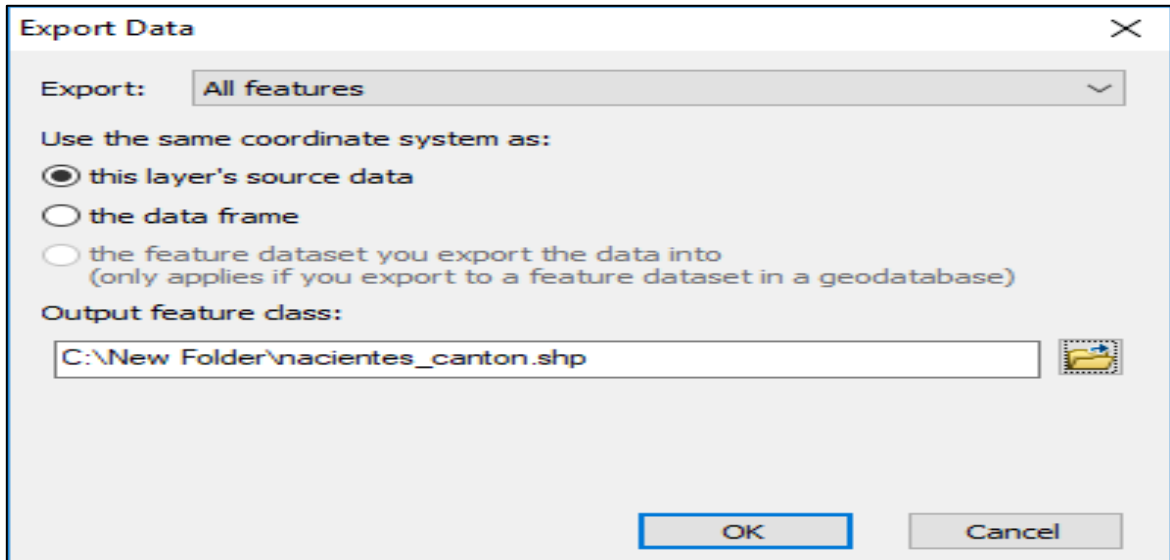 Export Data
Export: All features
Use the same coordinate system as:
this layer's source data
the data frame
the feature dataset you export the data into
(only applies if you export to a feature dataset in a geodatabase)
Output feature class:
C:\New Folder\nacientes_canton.shp
OK Cancel